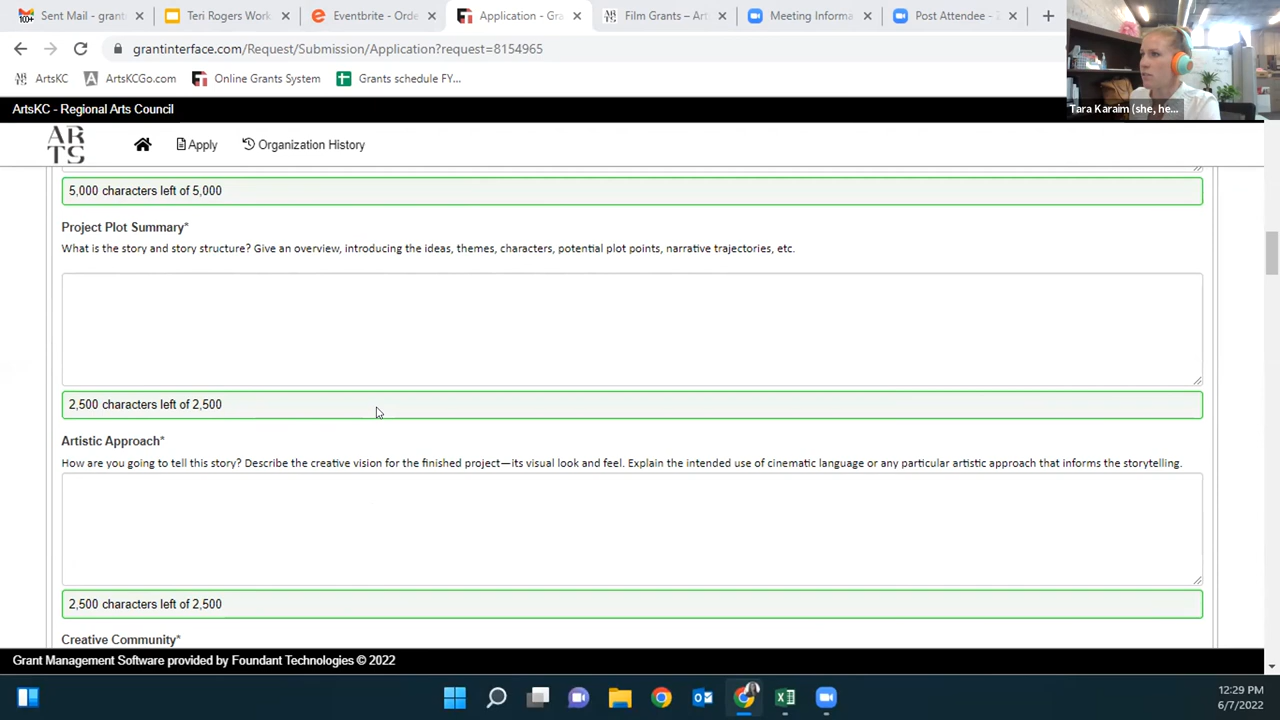 Sent Mail - grant
Teri Rogers Work
Eventbrite - Orde
Application - Gra
Film Grants – Art
Meeting Informa
Post Attendee - Z
grantinterface.com/Request/Submission/Application?request=8154965
ArtsKC
ArtsKCGo.com
Online Grants System
Grants schedule FY...
Tara Karaim (she, he...
ArtsKC - Regional Arts Council
AR
TS
Apply
Organization History
5,000 characters left of 5,000
Project Plot Summary*
What is the story and story structure? Give an overview, introducing the ideas, themes, characters, potential plot points, narrative trajectories, etc.
2,500 characters left of 2,500
Artistic Approach*
How are you going to tell this story? Describe the creative vision for the finished project—its visual look and feel. Explain the intended use of cinematic language or any particular artistic approach that informs the storytelling.
2,500 characters left of 2,500
Creative Community*
Grant Management Software provided by Foundant Technologies © 2022
12:29 PM
6/7/2022